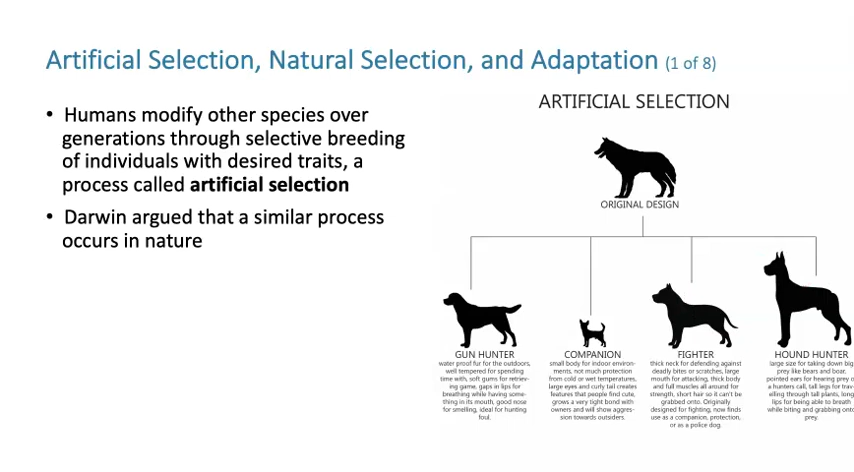 Artificial Selection, Natural Selection, and Adaptation (1 of 8)
• Humans modify other species over
generations through selective breeding
of individuals with desired traits, a
process called artificial selection
• Darwin argued that a similar process
occurs in nature
ARTIFICIAL SELECTION
ORIGINAL DESIGN
GUN HUNTER
water proof fur for the outdoors,
well tempered for spending
time with, soft gums for retriev-
ing game, gaps in lips for
breathing while having some-
thing in its mouth, good nose
for smelling, ideal for hunting
foul.
COMPANION
small body for indoor environ-
ments, not much protection
from cold or wet temperatures,
large eyes and curly tail creates
features that people find cute,
grows a very tight bond with
owners and will show aggres-
sion towards outsiders.
FIGHTER
thick neck for defending against
deadly bites or scratches, large
mouth for attacking, thick body
and full muscles all around for
strength, short hair so it can't be
grabbed onto. Originally
designed for fighting, now finds
use as a companion, protection,
or as a police dog.
HOUND HUNTER
large size for taking down big
prey like bears and boar,
pointed ears for hearing prey o
a hunters call, tall legs for trav-
elling through tall plants, long
lips for being able to breath
while biting and grabbing onto
prey.